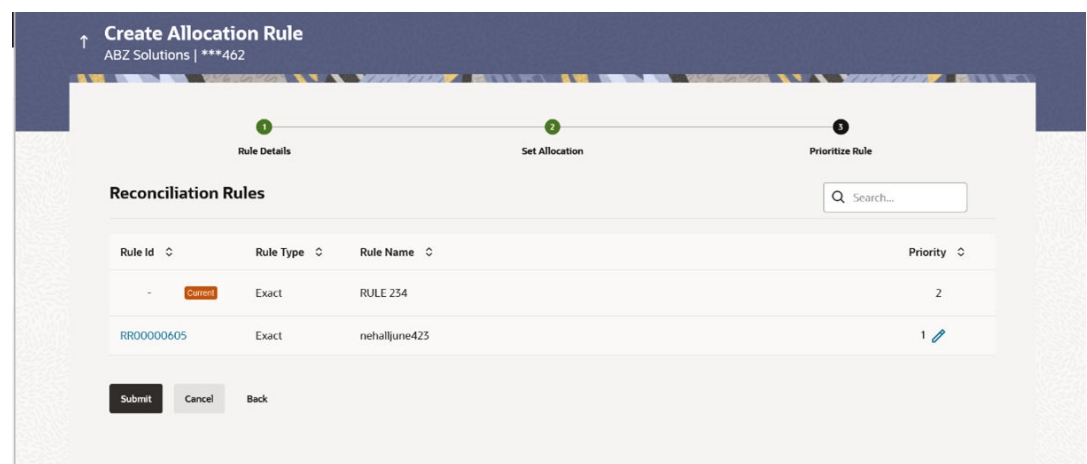 Create Allocation Rule
ABZ Solutions | ***462
1 2 3
Rule Details Set Allocation Prioritize Rule
Reconciliation Rules Search...
Rule Id Rule Type Rule Name Priority
- Current Exact RULE 234 2
RR00000605 Exact nehalljune423 1
Submit Cancel Back